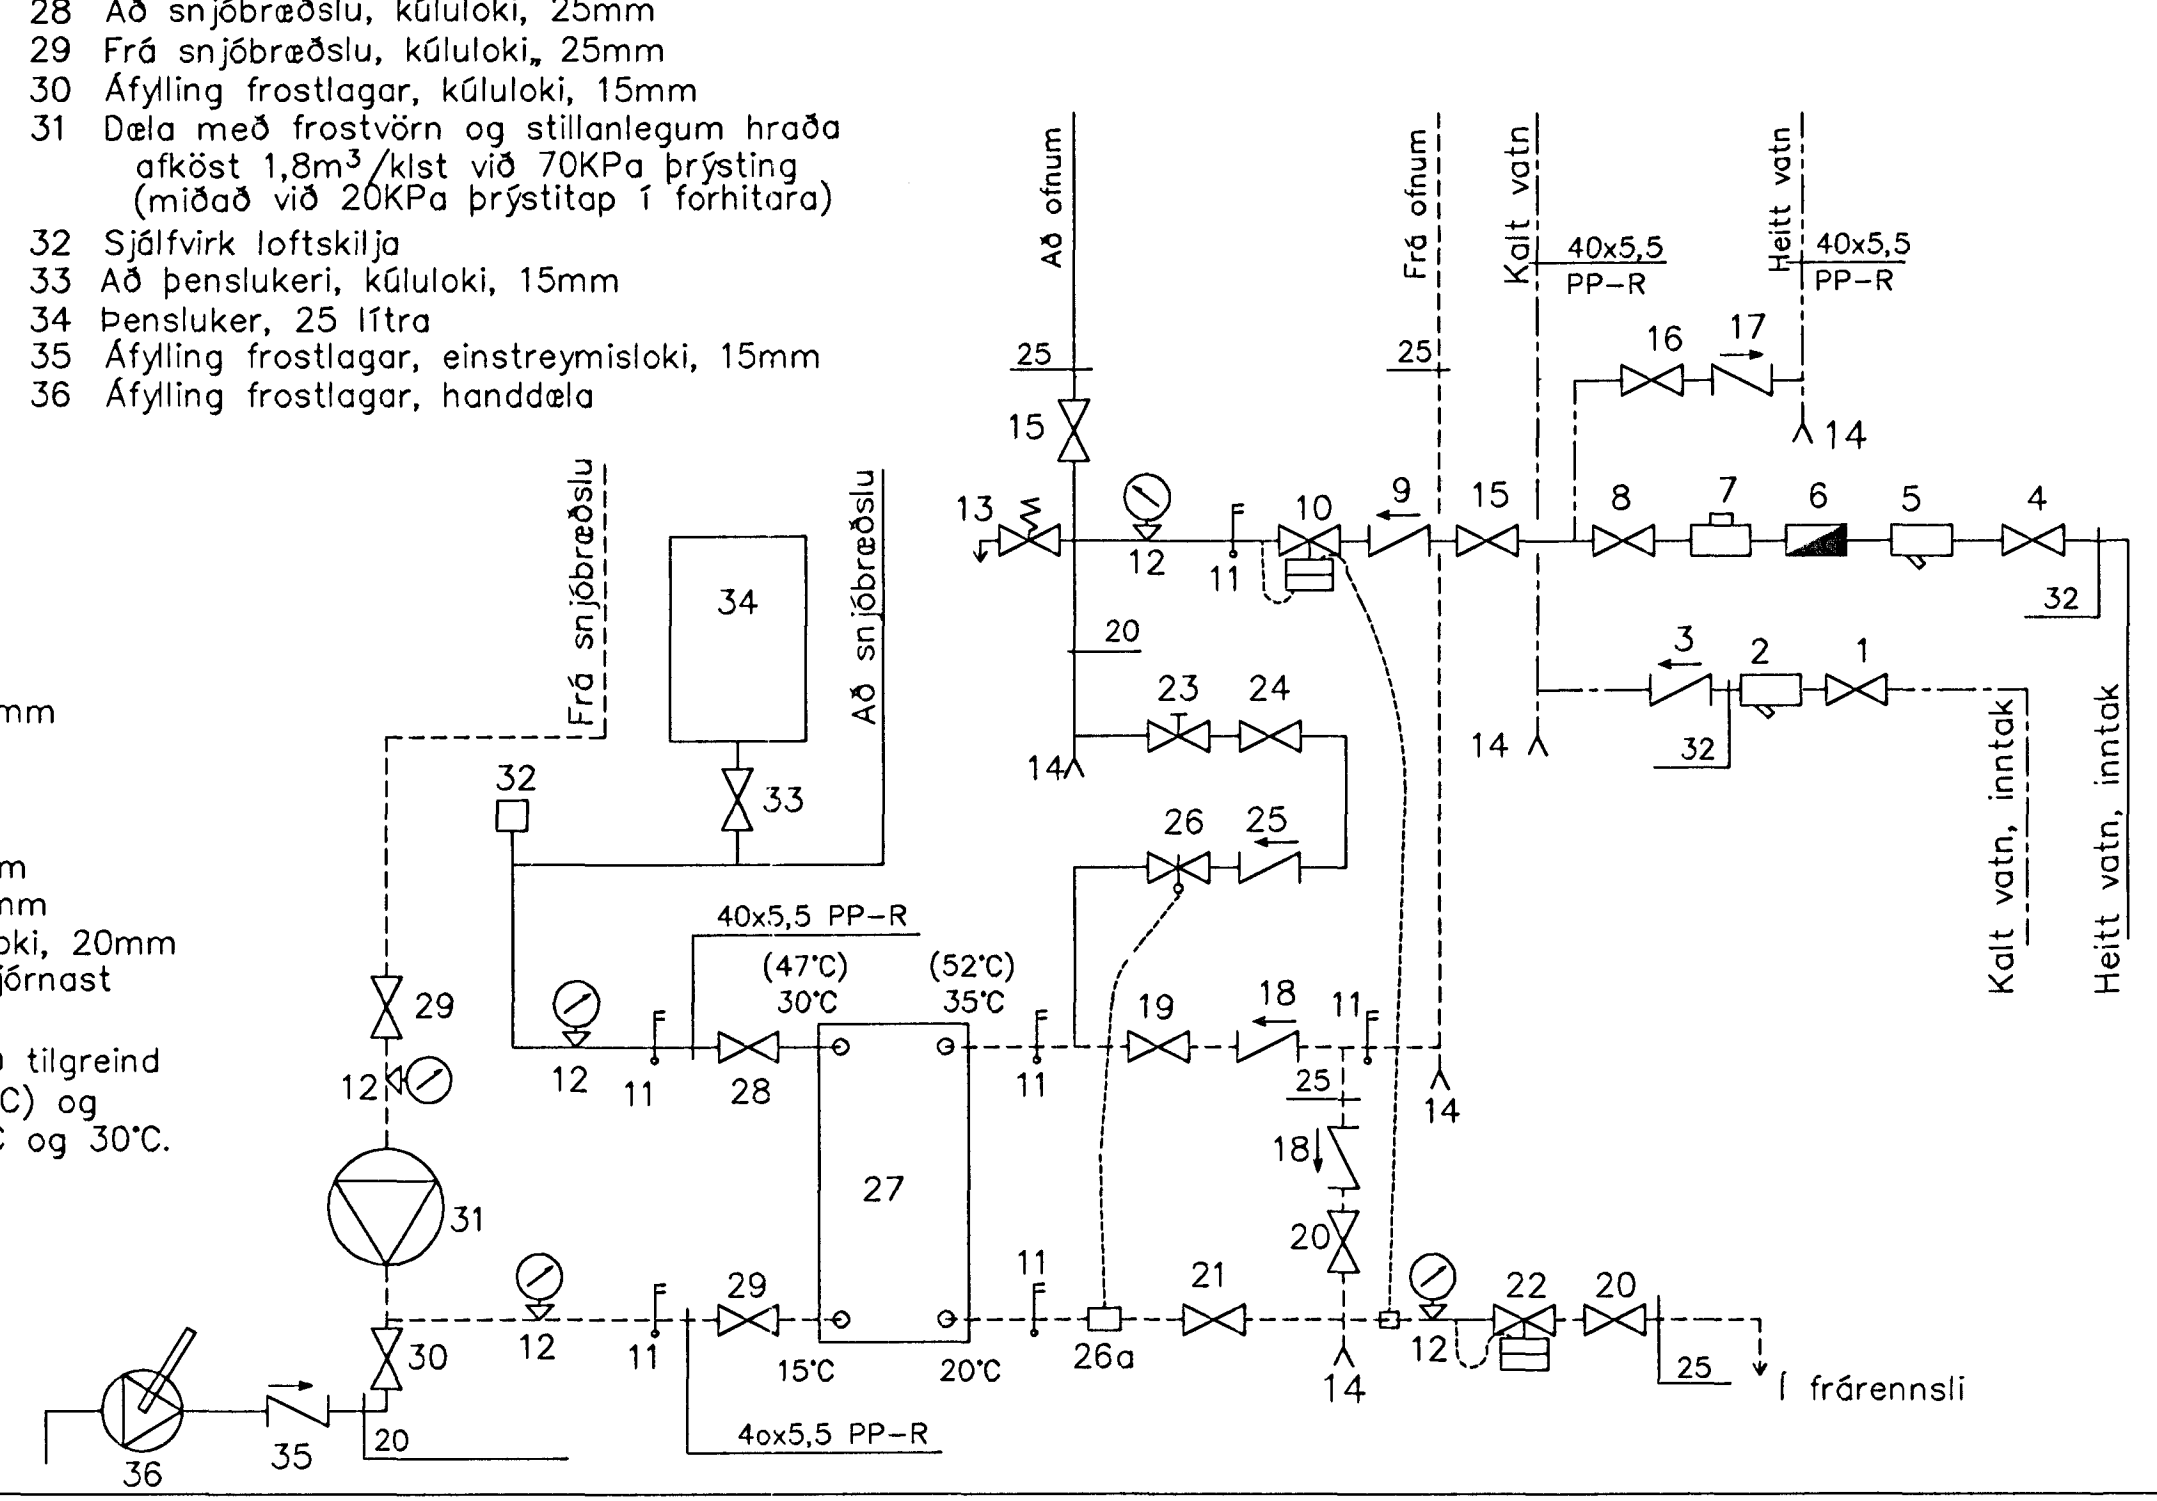 28 Að snjóbræðslu, kúluloki, 25mm
29 Frá snjóbræðslu, kúluloki„ 25mm
30 Áfylling frostlagar, kúluloki, 15mm
31 Dæla með frostvörn og stillanlegum hraða
afköst 1,8m³/klst við 70KPa þrýsting
(miðað við 20KPa þrýstitap í forhitara)
32 Sjálfvirk loftskilja
33 Að þenslukeri, kúluloki, 15mm
34 Þensluker, 25 lítra
35 Áfylling frostlagar, einstreymisloki, 15mm
36 Áfylling frostlagar, handdæla
mm
m
mm
oki, 20mm
jórnast
tilgreind
C) og
C og 30°C.
Að ofnum
Frá ofnum
Kalt vatn
Heitt vatn
40x5,5
PP-R
40x5,5
PP-R
25
25
16
17
14
15
13
12
11
10
9
15
8
7
6
5
4
32
20
3
2
1
14
32
23
24
14
26
25
Kalt vatn, inntak
Heitt vatn, inntak
Frá snjóbræðslu
34
Að snjóbræðslu
32
33
40x5,5 PP-R
(47°C)
30°C
(52°C)
35°C
29
12
12
11
28
11
19
18
11
25
14
27
18
31
20
12
11
29
11
26a
21
12
22
20
15°C
20°C
14
25
Í frárennsli
30
36
35
20
4ox5,5 PP-R